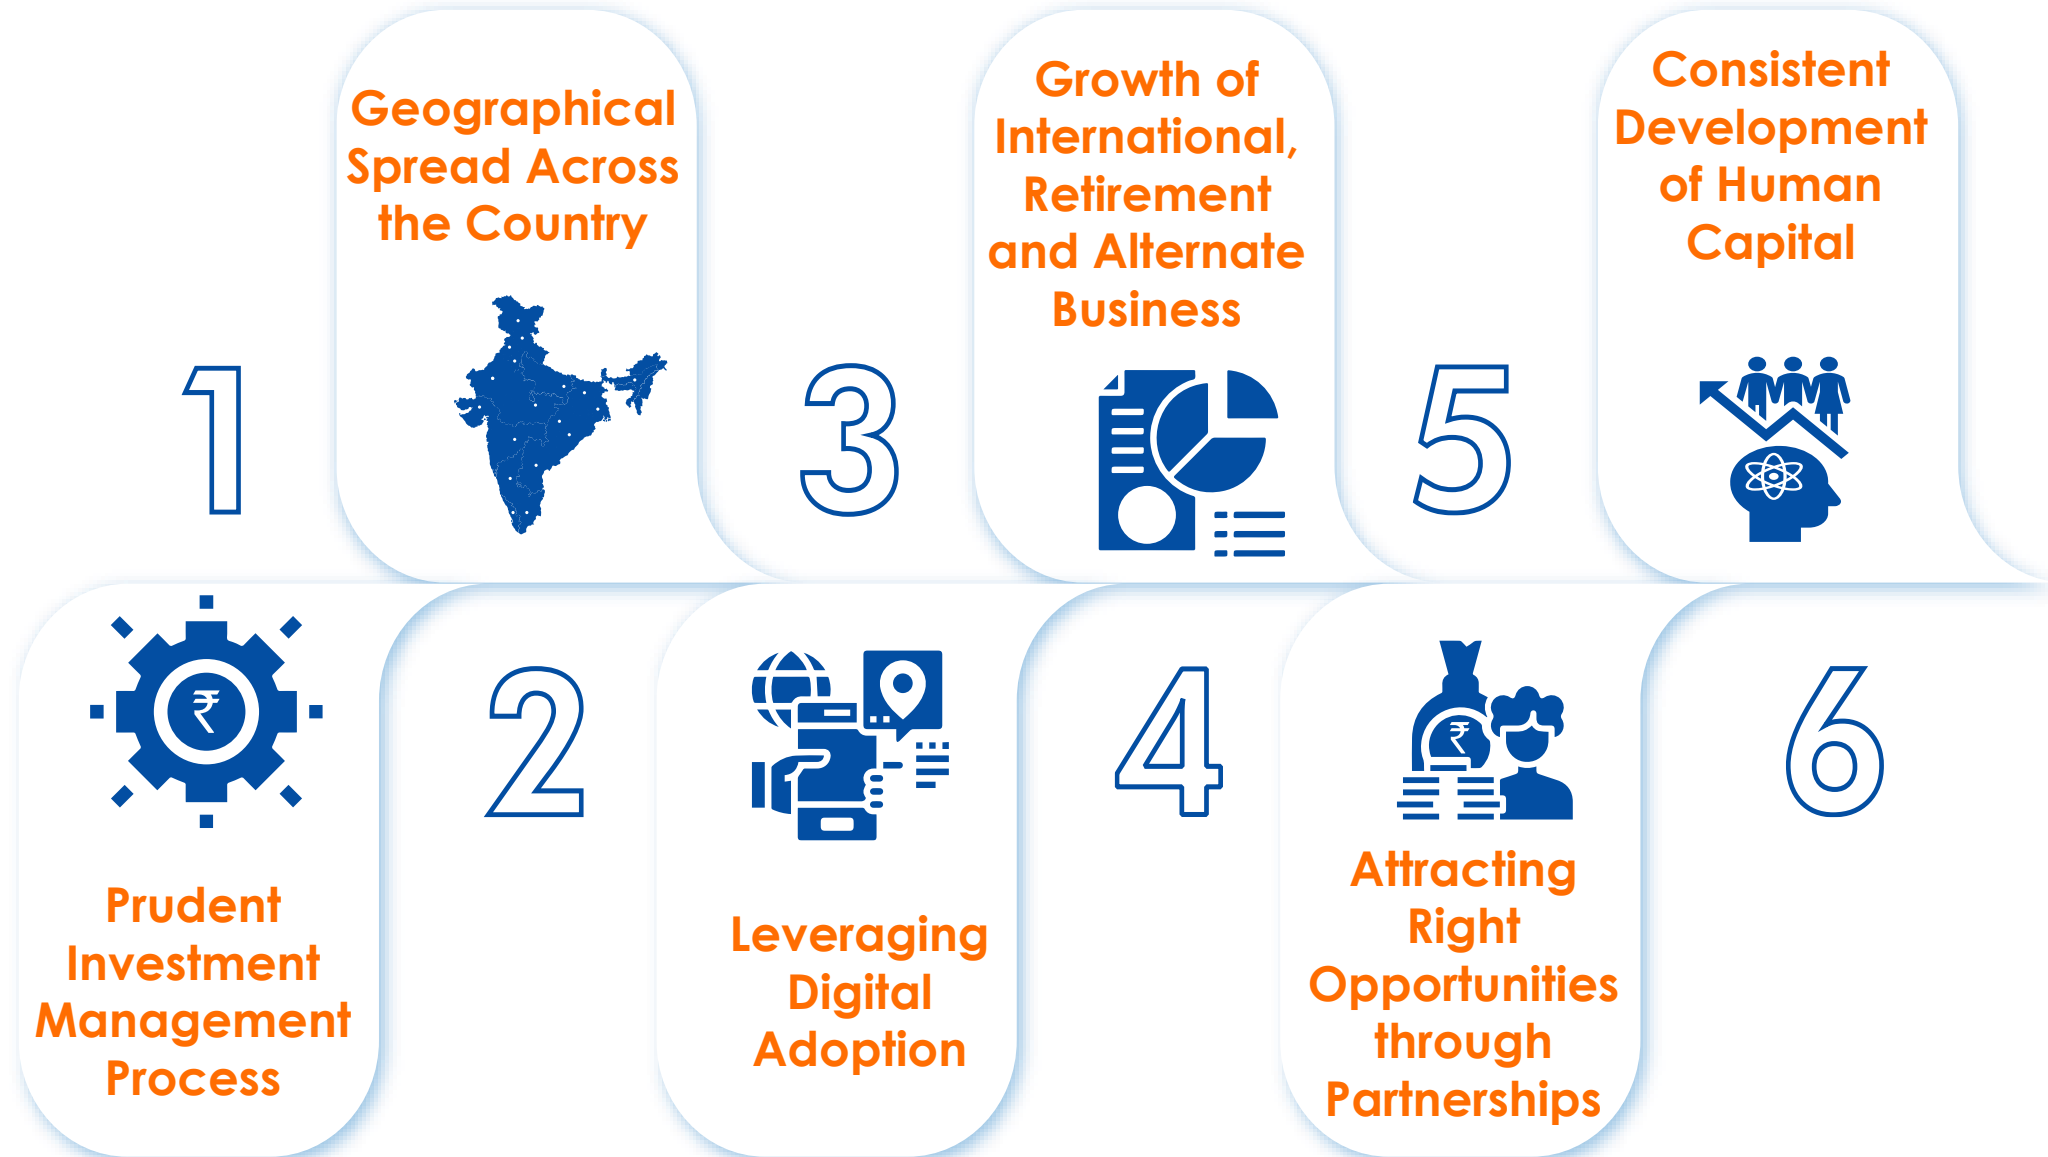 1
Prudent
Investment
Management
Process
2
Geographical
Spread Across
the Country
3
Leveraging
Digital
Adoption
4
Growth of
International,
Retirement
and Alternate
Business
5
Attracting
Right
Opportunities
through
Partnerships
6
Consistent
Development
of Human
Capital
₹
₹